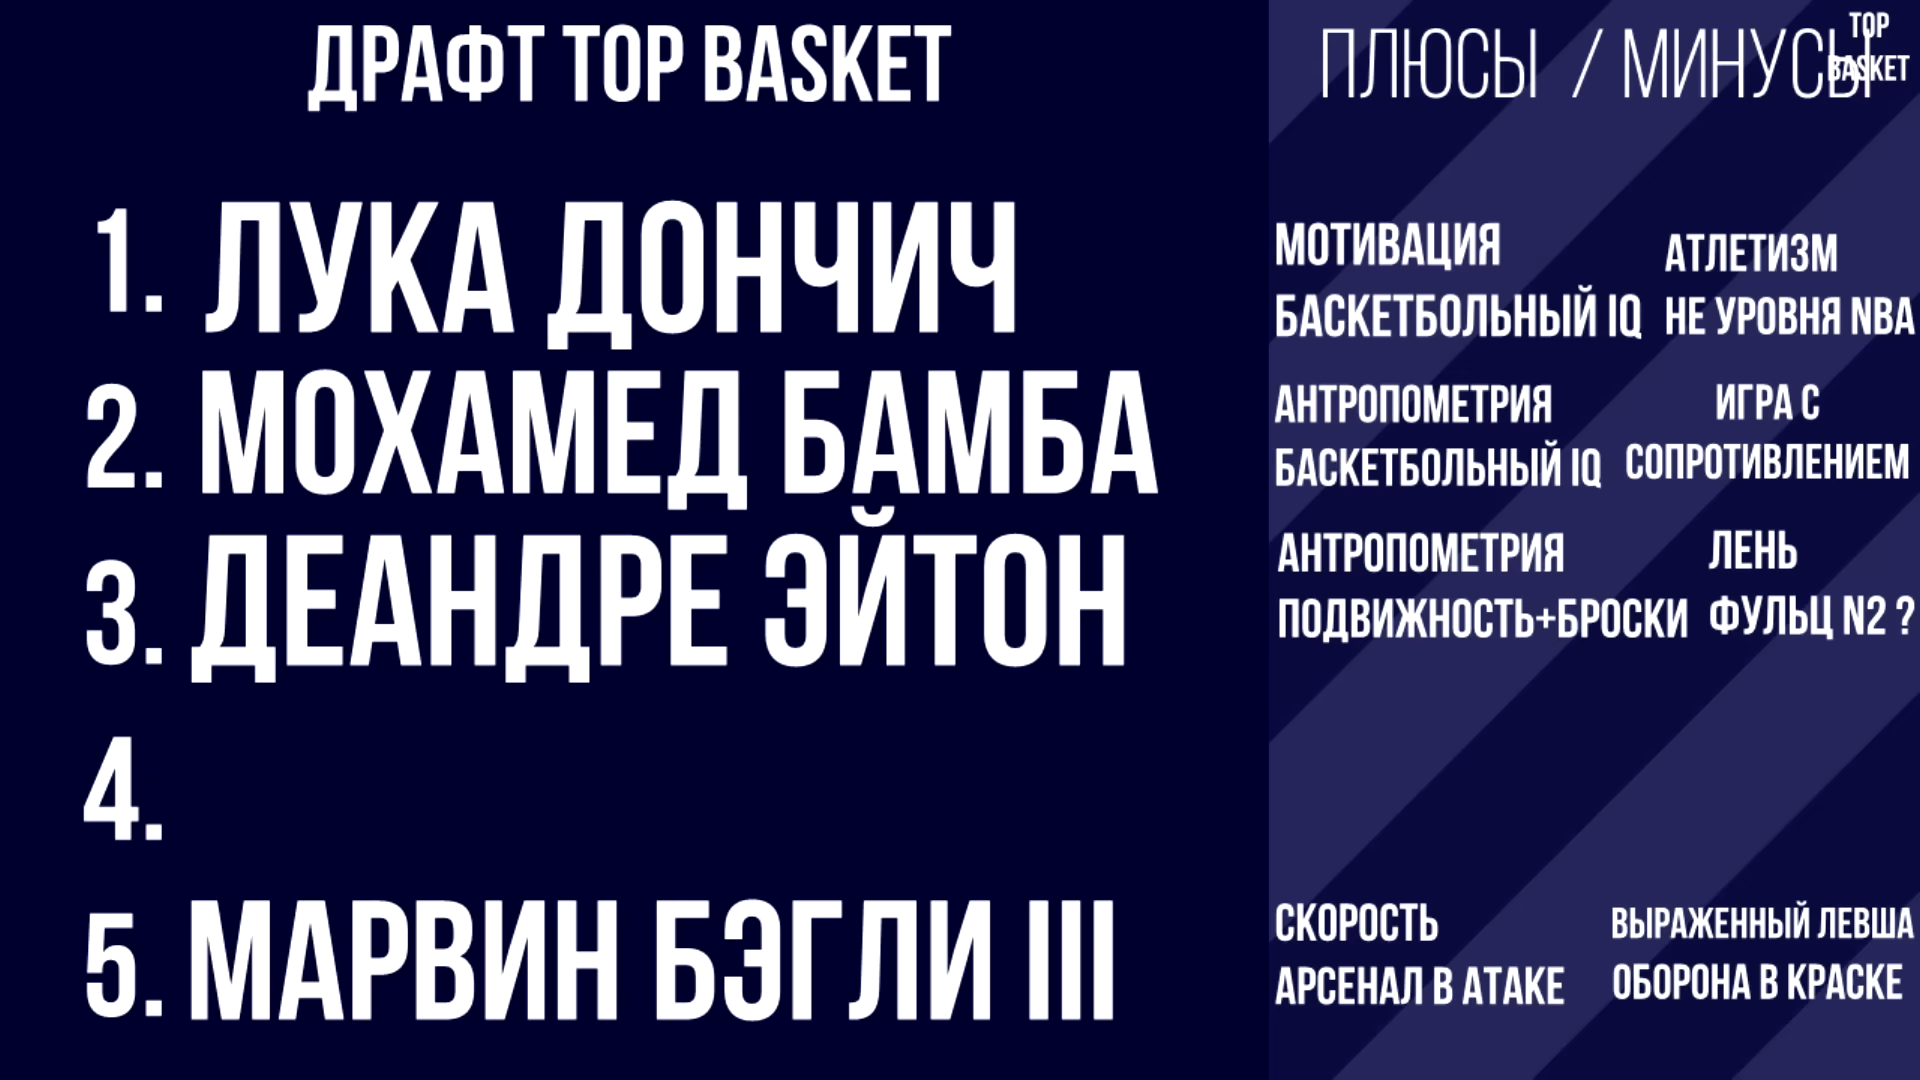 ДРАФТ TOP BASKET
ПЛЮСЫ / МИНУСЫ
TOP
BASKET
1. ЛУКА ДОНЧИЧ
МОТИВАЦИЯ
БАСКЕТБОЛЬНЫЙ IQ
АТЛЕТИЗМ
НЕ УРОВНЯ NBA
2. МОХАМЕД БАМБА
АНТРОПОМЕТРИЯ
БАСКЕТБОЛЬНЫЙ IQ
ИГРА С
СОПРОТИВЛЕНИЕМ
3. ДЕАНДРЕ ЭЙТОН
АНТРОПОМЕТРИЯ
ПОДВИЖНОСТЬ+БРОСКИ
ЛЕНЬ
ФУЛЬЦ N2 ?
4.
5. МАРВИН БЭГЛИ III
СКОРОСТЬ
АРСЕНАЛ В АТАКЕ
ВЫРАЖЕННЫЙ ЛЕВША
ОБОРОНА В КРАСКЕ